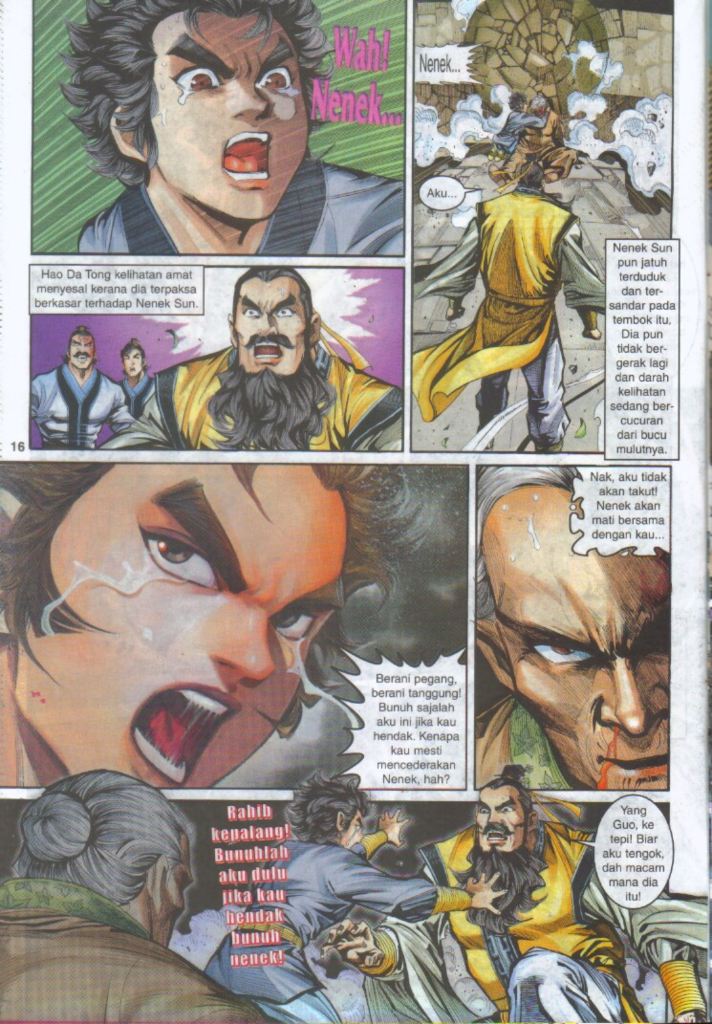 Wah!
Nenek...
Nenek...
Aku...
Nenek Sun
pun jatuh
terduduk
dan ter-
sandar pada
tembok itu.
Dia pun
tidak ber-
gerak lagi
dan darah
kelihatan
sedang ber-
cucuran
dari bucu
mulutnya.
Hao Da Tong kelihatan amat
menyesal kerana dia terpaksa
berkasar terhadap Nenek Sun.
16
Berani pegang,
berani tanggung!
Bunuh sajalah
aku ini jika kau
hendak. Kenapa
kau mesti
mencederakan
Nenek, hah?
Nak, aku tidak
akan takut!
Nenek akan
mati bersama
dengan kau...
Rahib
kepalang!
Bunuhlah
aku dulu
jika kau
hendak
bunuh
nenek!
Yang
Guo, ke
tepi! Biar
aku tengok,
dah macam
mana dia
itu!